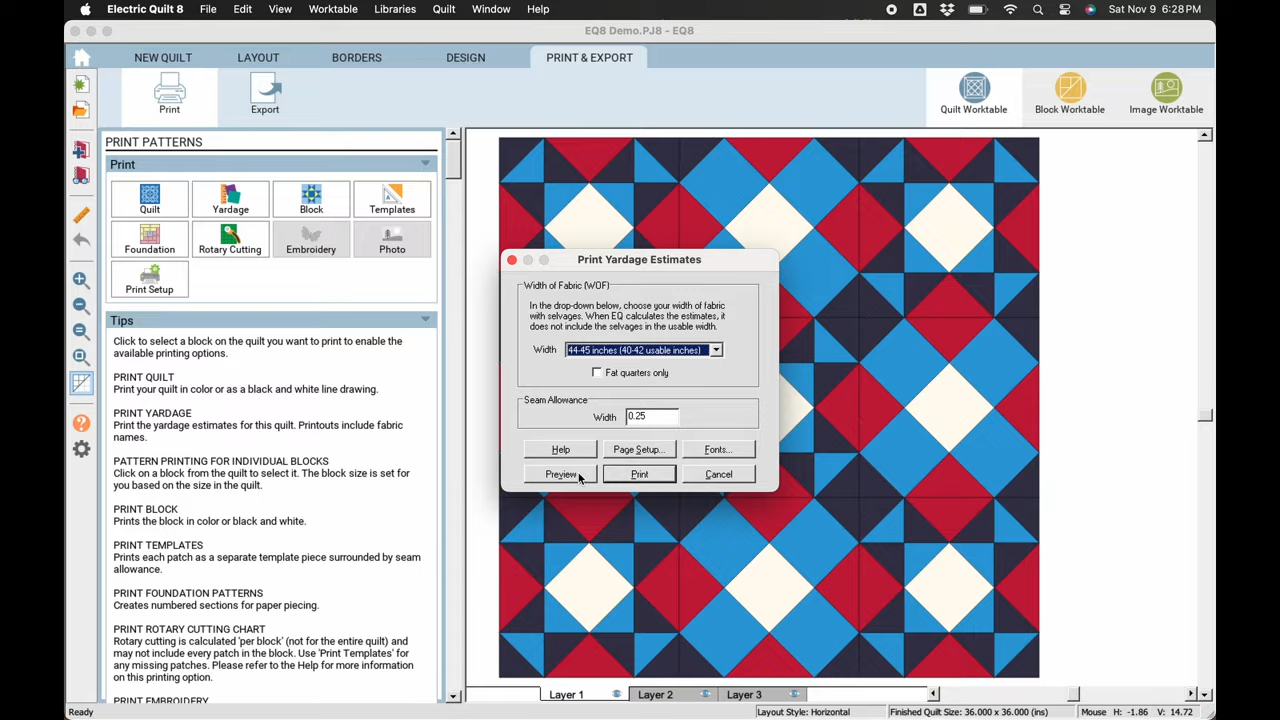 Electric Quilt 8 File Edit View Worktable Libraries Quilt Window Help Sat Nov 9 6:28 PM
EQ8 Demo.PJ8 - EQ8
NEW QUILT LAYOUT BORDERS DESIGN PRINT & EXPORT
Print Export Quilt Worktable Block Worktable Image Worktable
PRINT PATTERNS
Print
Quilt Yardage Block Templates
Foundation Rotary Cutting Embroidery Photo
Print Setup
Tips
Click to select a block on the quilt you want to print to enable the
available printing options.
PRINT QUILT
Print your quilt in color or as a black and white line drawing.
PRINT YARDAGE
Print the yardage estimates for this quilt. Printouts include fabric
names.
PATTERN PRINTING FOR INDIVIDUAL BLOCKS
Click on a block from the quilt to select it. The block size is set for
you based on the size in the quilt.
PRINT BLOCK
Prints the block in color or black and white.
PRINT TEMPLATES
Prints each patch as a separate template piece surrounded by seam
allowance.
PRINT FOUNDATION PATTERNS
Creates numbered sections for paper piecing.
PRINT ROTARY CUTTING CHART
Rotary cutting is calculated 'per block' (not for the entire quilt) and
may not include every patch in the block. Use 'Print Templates' for
any missing patches. Please refer to the Help for more information
on this printing option.
PRINT EMBROIDERY
Print Yardage Estimates
Width of Fabric (WOF)
In the drop-down below, choose your width of fabric
with selvages. When EQ calculates the estimates, it
does not include the selvages in the usable width.
Width 44-45 inches (40-42 usable inches)
Fat quarters only
Seam Allowance
Width 0.25
Help Page Setup... Fonts...
Preview Print Cancel
Layer 1 Layer 2 Layer 3
Ready Layout Style: Horizontal Finished Quilt Size: 36.000 x 36.000 (ins) Mouse H: -1.86 V: 14.72